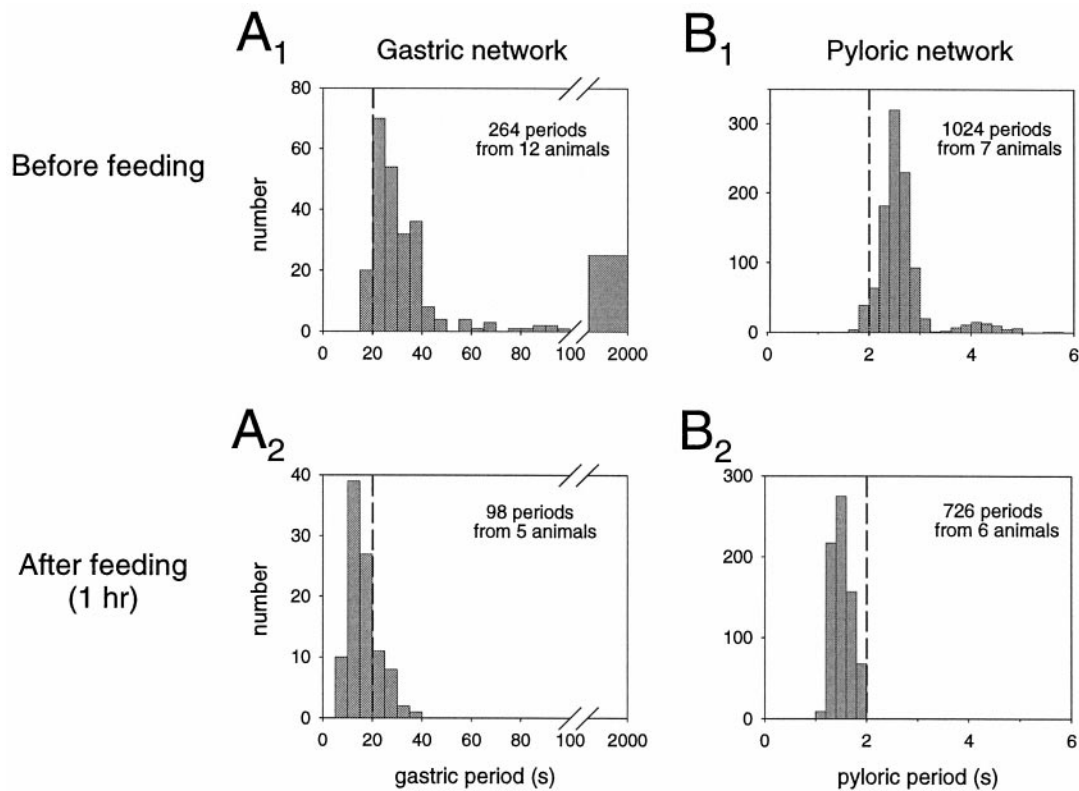 A1
Gastric network
B1
Pyloric network
Before feeding
number
80
60
40
20
0
264 periods
from 12 animals
0 20 40 60 80 100 2000
300
200
100
0
1024 periods
from 7 animals
0 2 4 6
A2
B2
After feeding
(1 hr)
number
40
30
20
10
0
98 periods
from 5 animals
0 20 40 60 80 100 2000
gastric period (s)
300
200
100
0
726 periods
from 6 animals
0 2 4 6
pyloric period (s)